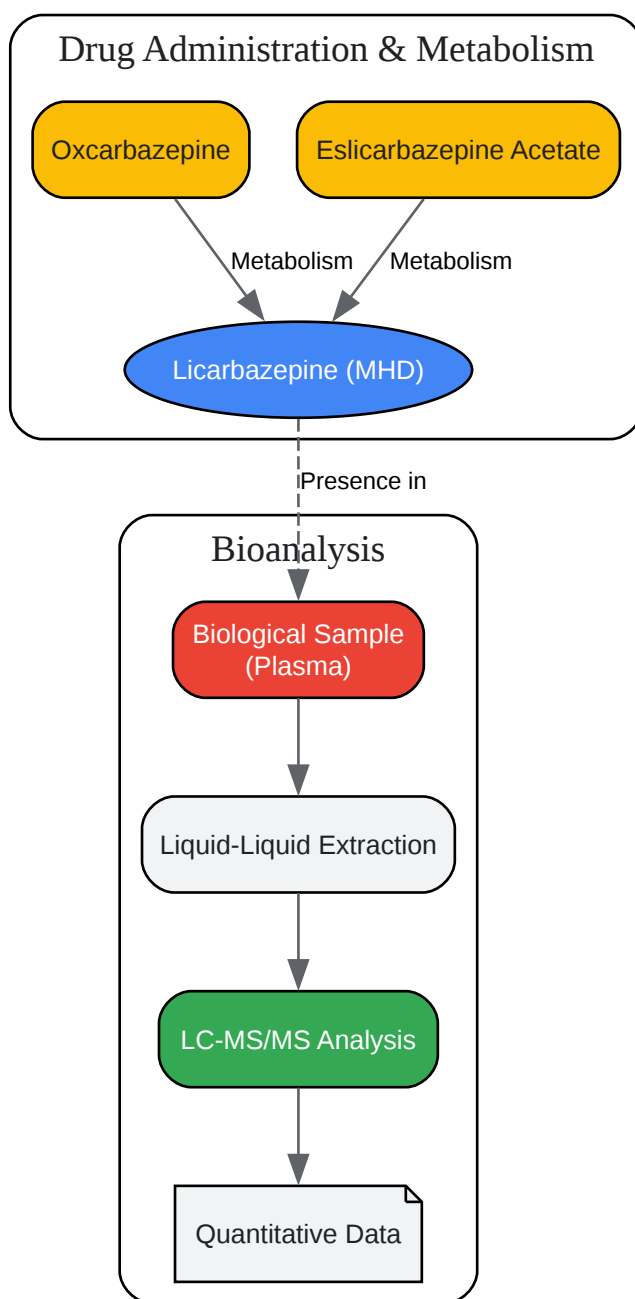 Drug Administration & Metabolism
Oxcarbazepine
Eslicarbazepine Acetate
Metabolism
Metabolism
Licarbazepine (MHD)
Presence in
Bioanalysis
Biological Sample
(Plasma)
Liquid-Liquid Extraction
LC-MS/MS Analysis
Quantitative Data